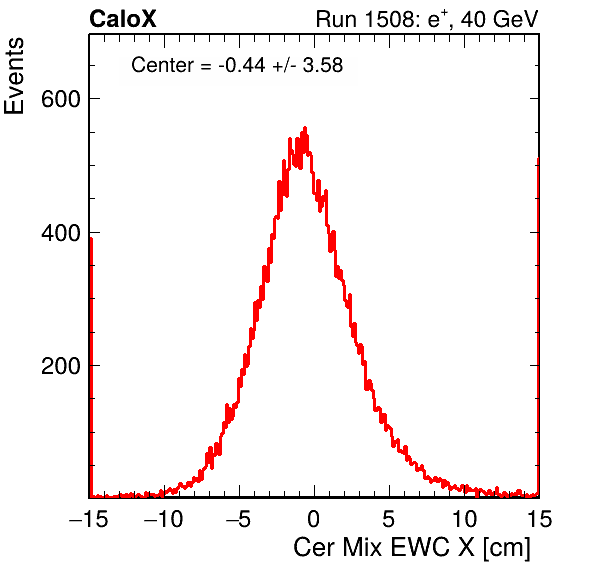 CaloX Run 1508: e⁺, 40 GeV
Center = -0.44 +/- 3.58
Events
600
400
200
−15 −10 −5 0 5 10 15
Cer Mix EWC X [cm]